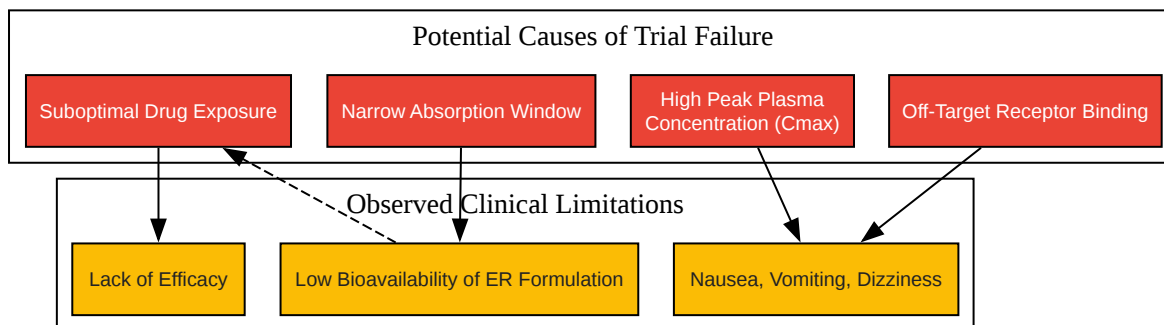 Potential Causes of Trial Failure
Suboptimal Drug Exposure
Narrow Absorption Window
High Peak Plasma
Concentration (Cmax)
Off-Target Receptor Binding
Observed Clinical Limitations
Lack of Efficacy
Low Bioavailability of ER Formulation
Nausea, Vomiting, Dizziness